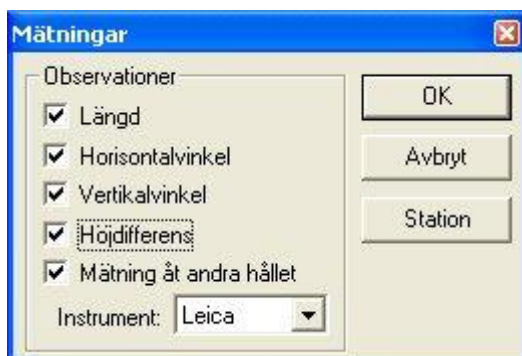 Mätningar
Observationer
Längd
Horisontalvinkel
Vertikalvinkel
Höjdifferens
Mätning åt andra hållet
Instrument: Leica
OK
Avbryt
Station